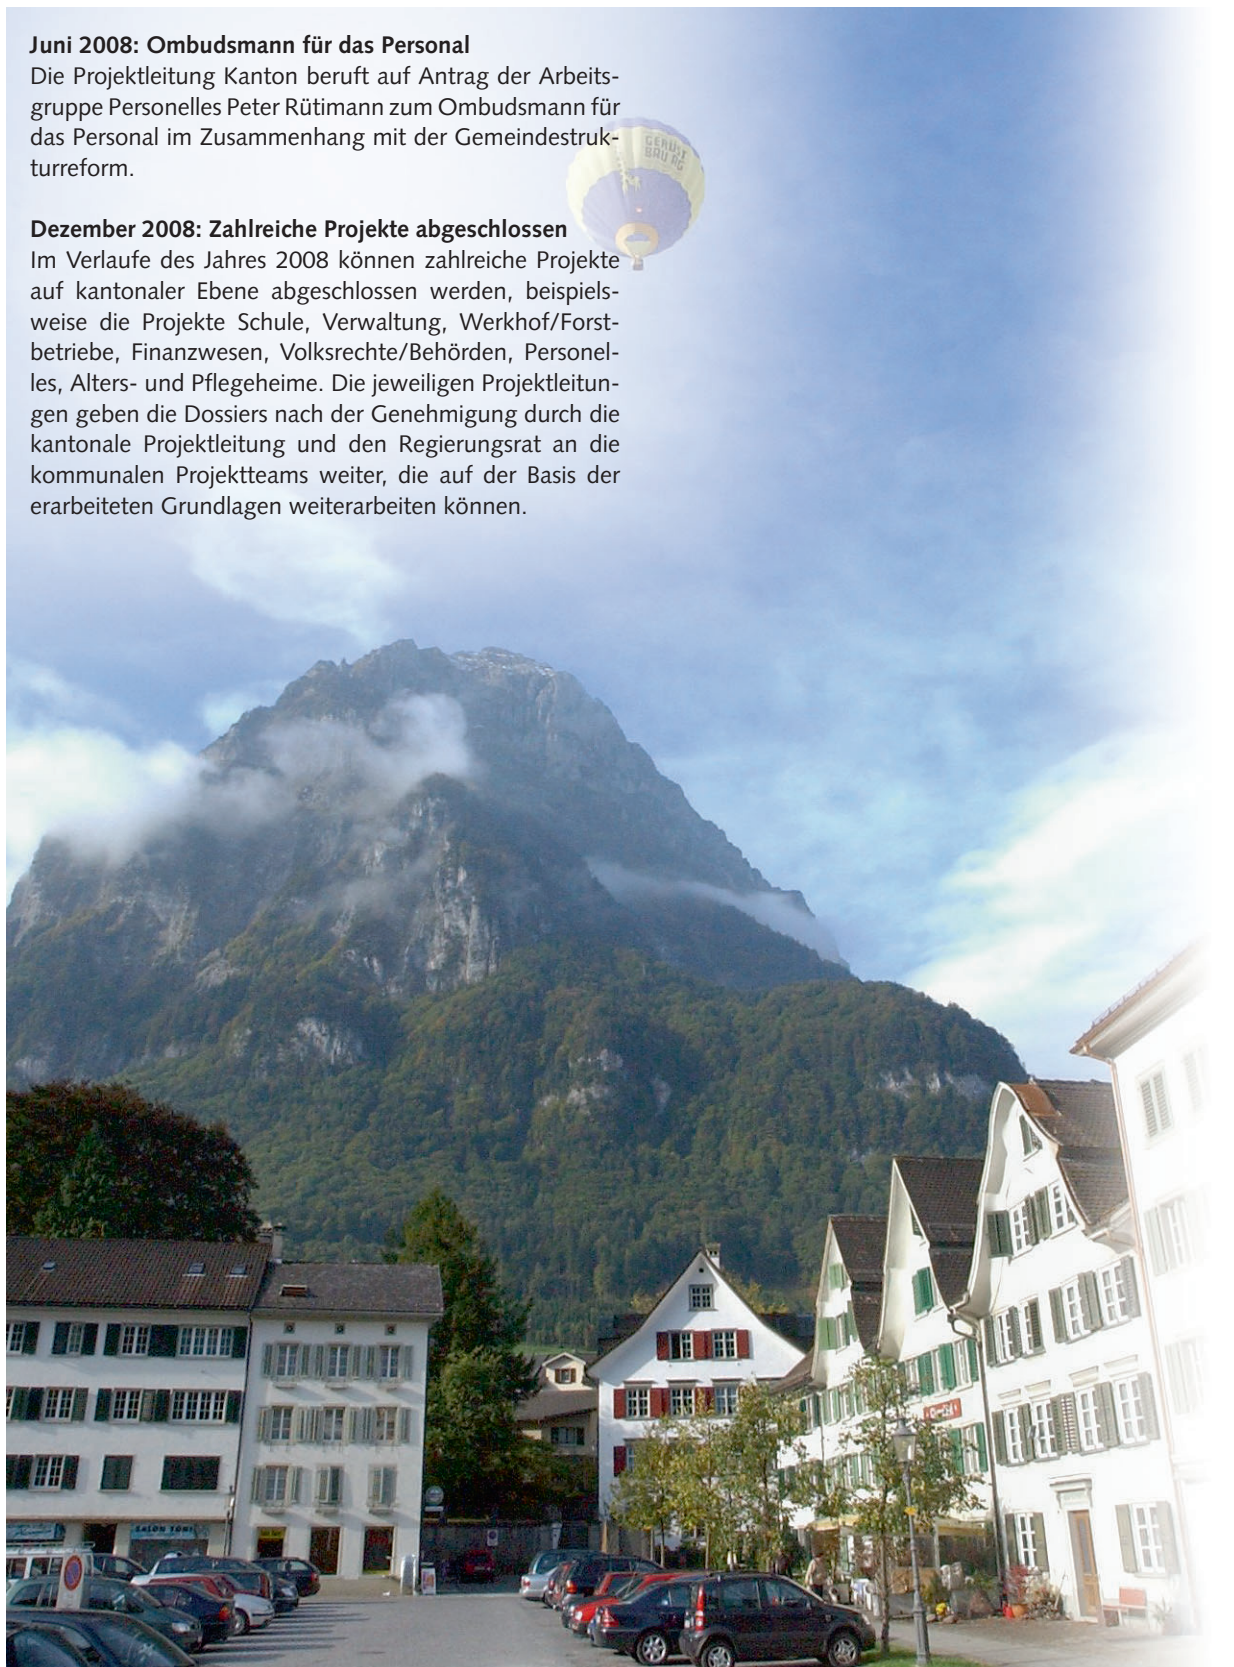 Juni 2008: Ombudsmann für das Personal
Die Projektleitung Kanton beruft auf Antrag der Arbeits-
gruppe Personelles Peter Rütimann zum Ombudsmann für
das Personal im Zusammenhang mit der Gemeindestruk-
turreform.
Dezember 2008: Zahlreiche Projekte abgeschlossen
Im Verlaufe des Jahres 2008 können zahlreiche Projekte
auf kantonaler Ebene abgeschlossen werden, beispiels-
weise die Projekte Schule, Verwaltung, Werkhof/Forst-
betriebe, Finanzwesen, Volksrechte/Behörden, Personel-
les, Alters- und Pflegeheime. Die jeweiligen Projektleitun-
gen geben die Dossiers nach der Genehmigung durch die
kantonale Projektleitung und den Regierungsrat an die
kommunalen Projektteams weiter, die auf der Basis der
erarbeiteten Grundlagen weiterarbeiten können.
GERÜST
BAU AG
SALON TONI